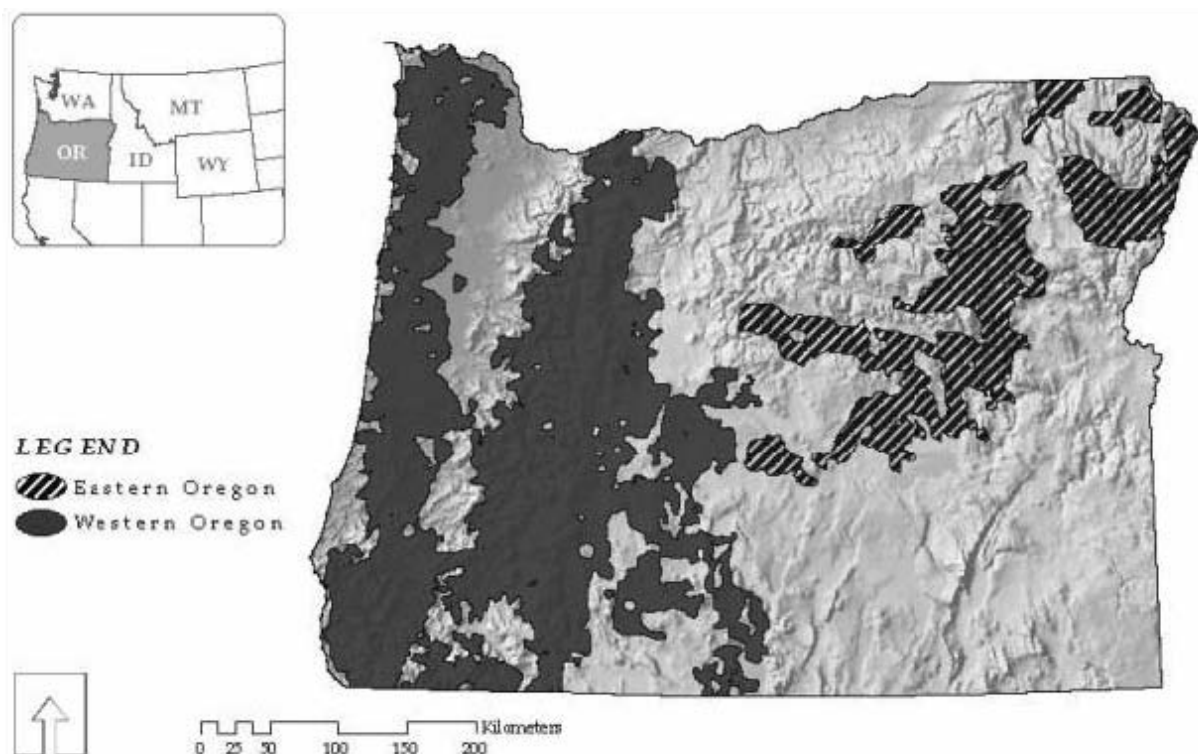 WA
MT
OR
ID
WY
LEGEND
Eastern Oregon
Western Oregon
Kilometers
0 25 50 100 150 200